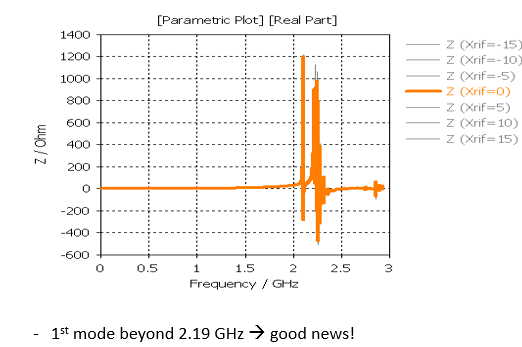 [Parametric Plot] [Real Part]
1400
1200
1000
800
600
400
200
0
-200
-400
-600
Z / Ohm
0 0.5 1 1.5 2 2.5 3
Frequency / GHz
Z (Xrif=-15)
Z (Xrif=-10)
Z (Xrif=-5)
Z (Xrif=0)
Z (Xrif=5)
Z (Xrif=10)
Z (Xrif=15)
- 1st mode beyond 2.19 GHz → good news!